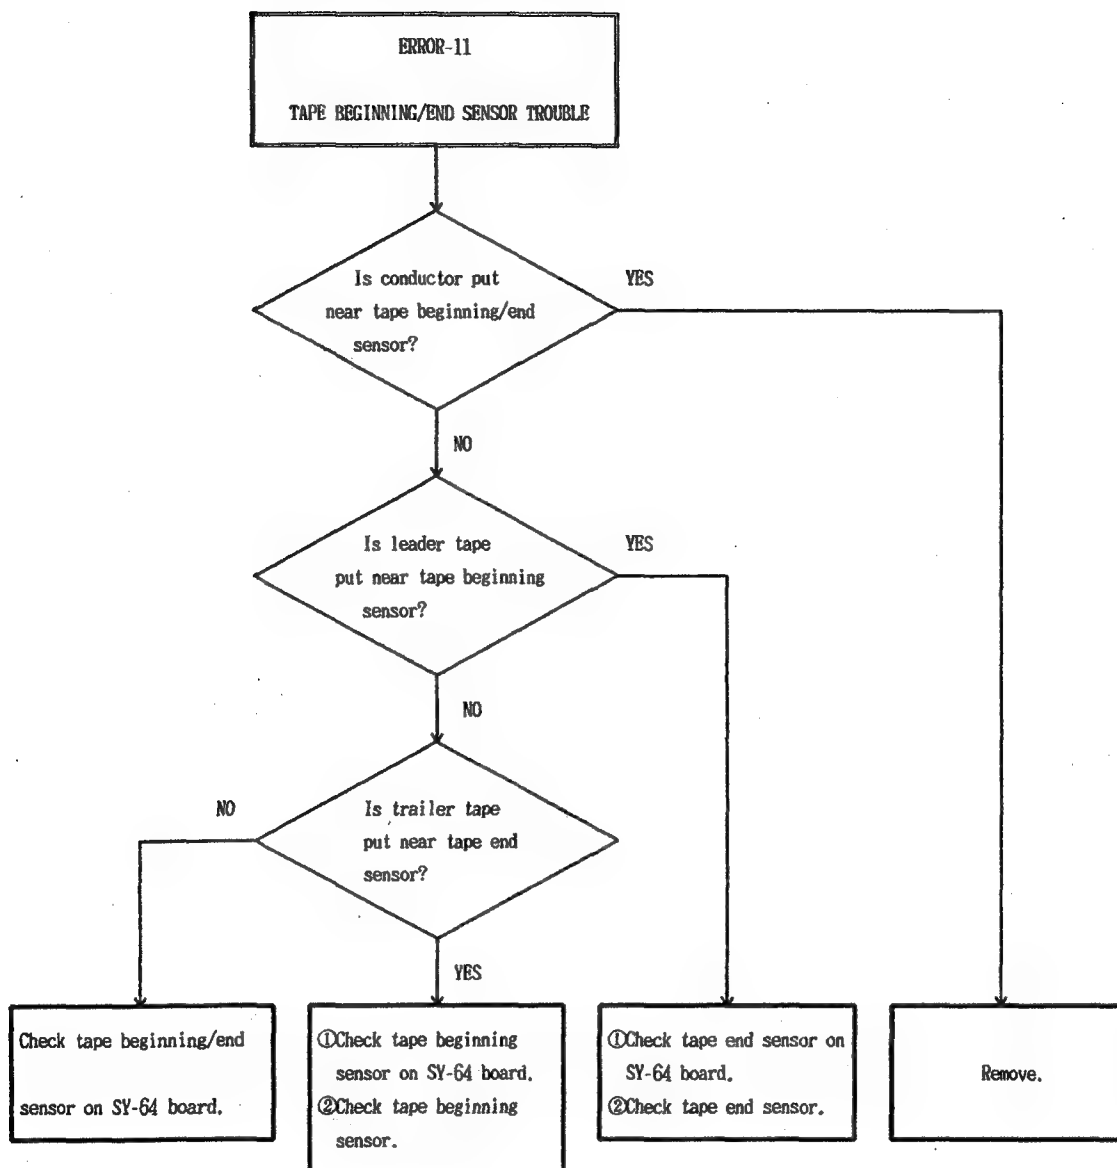 ERROR-11
TAPE BEGINNING/END SENSOR TROUBLE
Is conductor put
near tape beginning/end
sensor?
YES
NO
Is leader tape
put near tape beginning
sensor?
YES
NO
Is trailer tape
put near tape end
sensor?
NO
YES
Check tape beginning/end
sensor on SY-64 board.
①Check tape beginning
sensor on SY-64 board.
②Check tape beginning
sensor.
①Check tape end sensor on
SY-64 board.
②Check tape end sensor.
Remove.